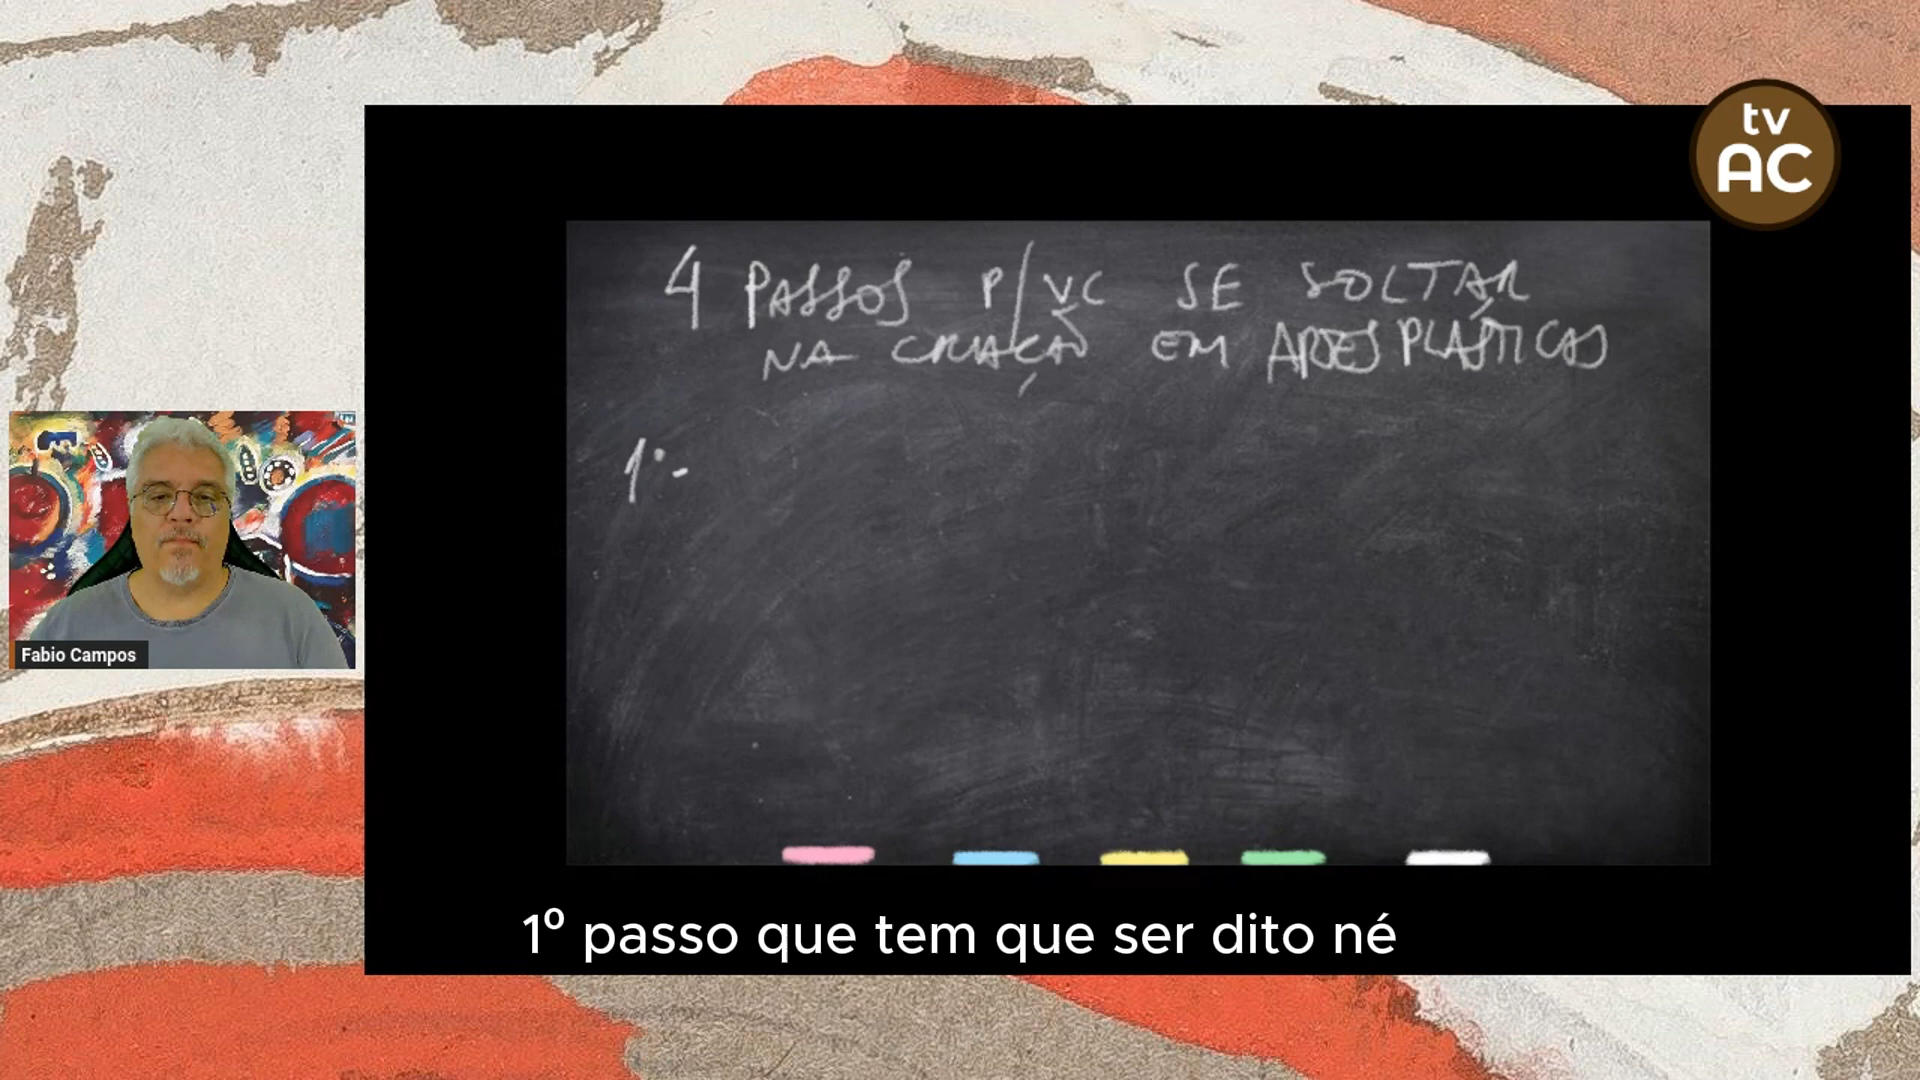 tv
AC
4 PASSOS P/ VC SE SOLTAR
NA CRIAÇÃO EM ARTES PLÁSTICAS
1º-
Fabio Campos
1º passo que tem que ser dito né